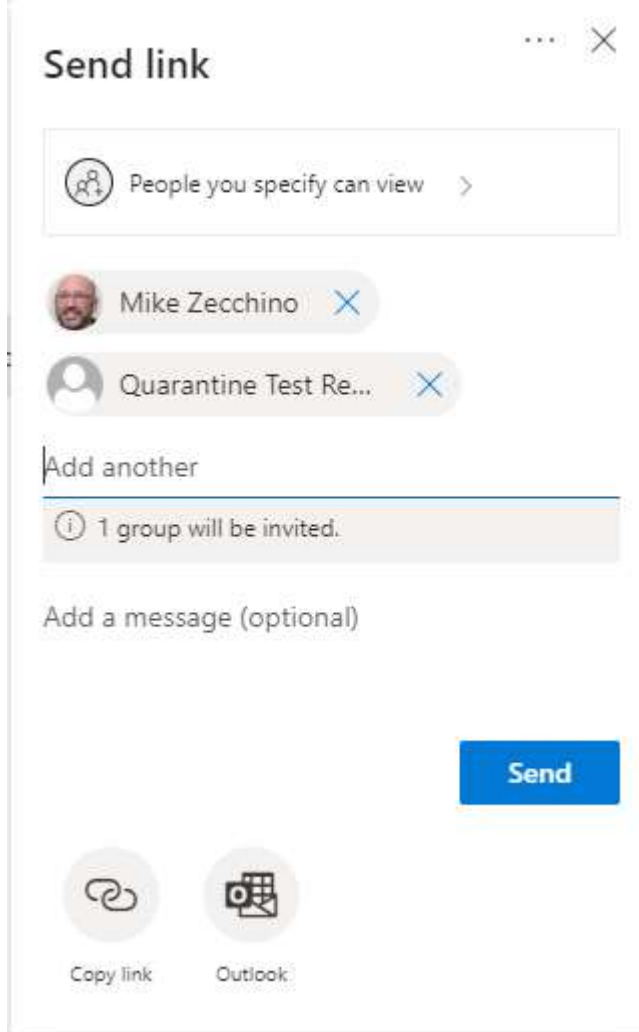 Send link
People you specify can view
Mike Zecchino
Quarantine Test Re...
Add another
1 group will be invited.
Add a message (optional)
Send
Copy link
Outlook